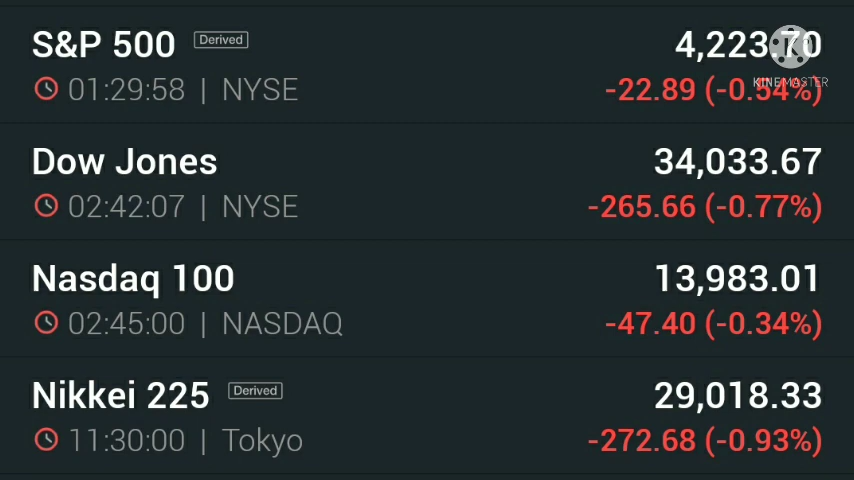 S&P 500 Derived 4,223.70
01:29:58 | NYSE -22.89 (-0.54%)
KINEMASTER
Dow Jones 34,033.67
02:42:07 | NYSE -265.66 (-0.77%)
Nasdaq 100 13,983.01
02:45:00 | NASDAQ -47.40 (-0.34%)
Nikkei 225 Derived 29,018.33
11:30:00 | Tokyo -272.68 (-0.93%)